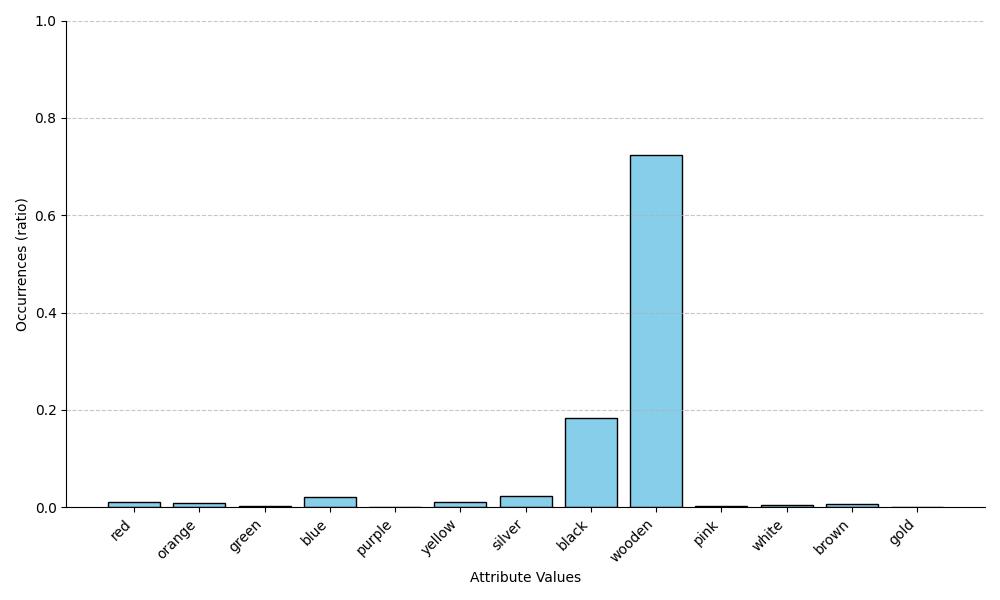 1.0
0.8
0.6
0.4
0.2
0.0
Occurrences (ratio)
red
orange
green
blue
purple
yellow
silver
black
wooden
pink
white
brown
gold
Attribute Values